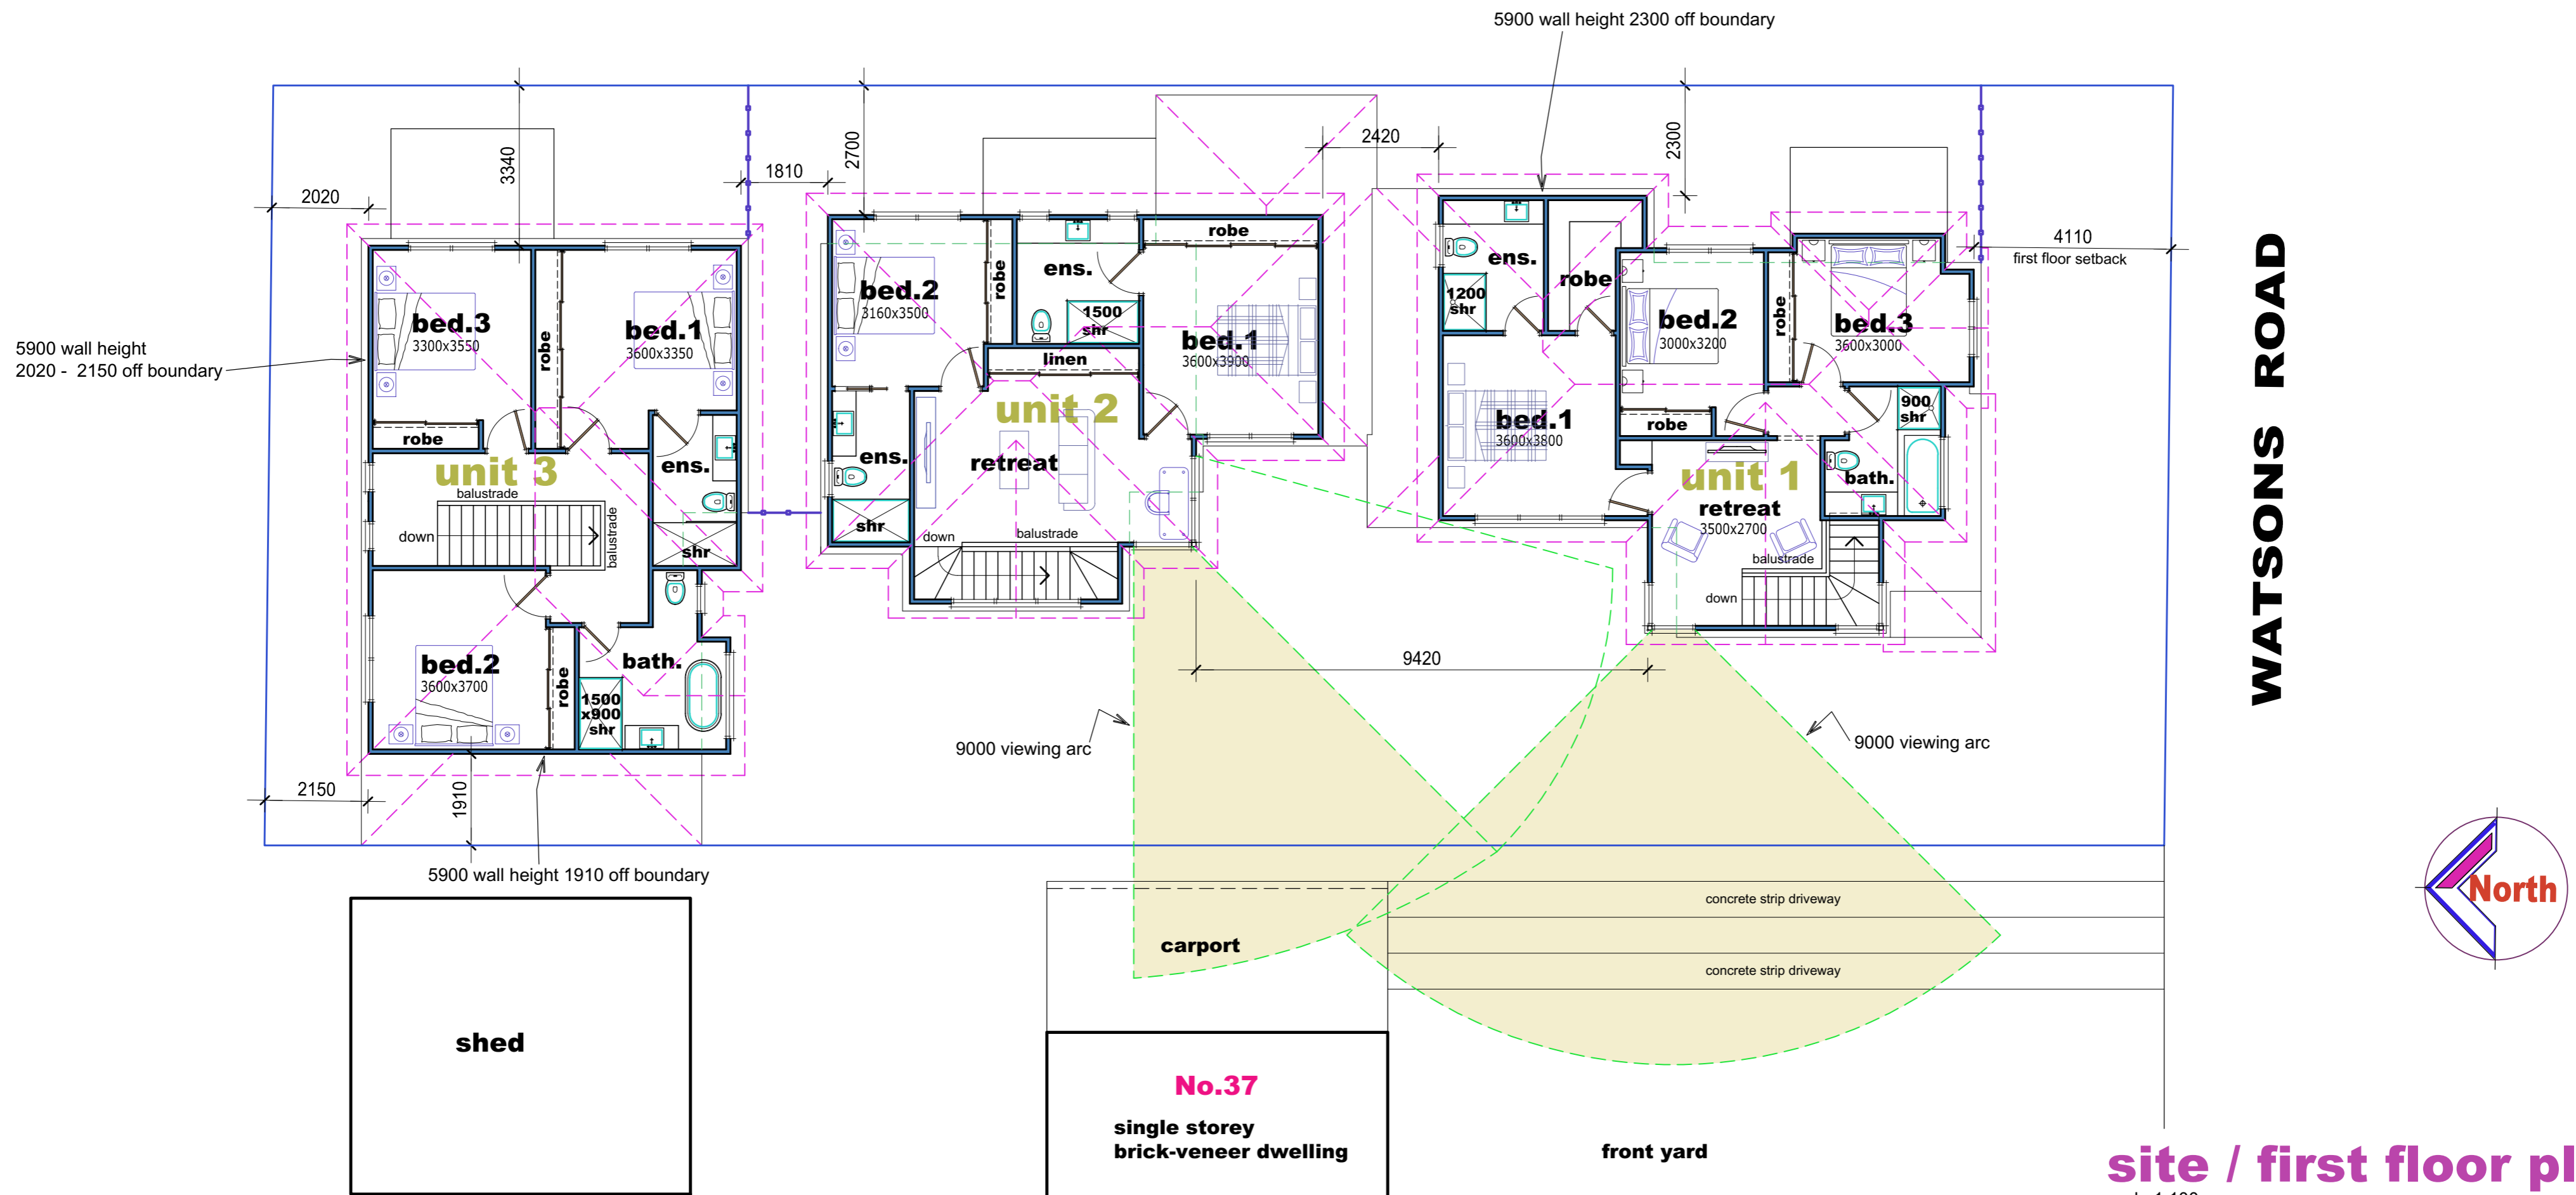 5900 wall height 2300 off boundary
2020
3340
1810
2700
2420
2300
4110
first floor setback
WATSONS ROAD
5900 wall height
2020 - 2150 off boundary
bed.3
3300x3550
robe
bed.1
3600x3350
robe
ens.
shr
unit 3
balustrade
balustrade
down
bed.2
3600x3700
robe
bath.
1500
x900
shr
2150
1910
5900 wall height 1910 off boundary
bed.2
3160x3500
robe
ens.
1500
shr
robe
bed.1
3600x3900
linen
unit 2
retreat
ens.
shr
down
balustrade
9000 viewing arc
9420
ens.
1200
shr
robe
bed.1
3600x3800
bed.2
3000x3200
robe
robe
bed.3
3600x3000
900
shr
bath.
unit 1
retreat
3500x2700
balustrade
down
9000 viewing arc
North
concrete strip driveway
concrete strip driveway
carport
shed
No.37
single storey
brick-veneer dwelling
front yard
site / first floor pl